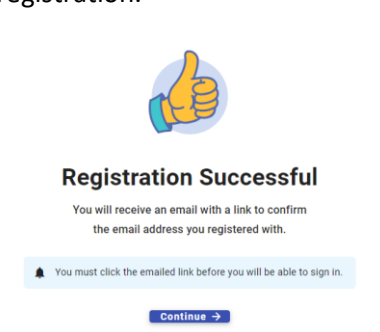 registration.
Registration Successful
You will receive an email with a link to confirm
the email address you registered with.
You must click the emailed link before you will be able to sign in.
Continue →